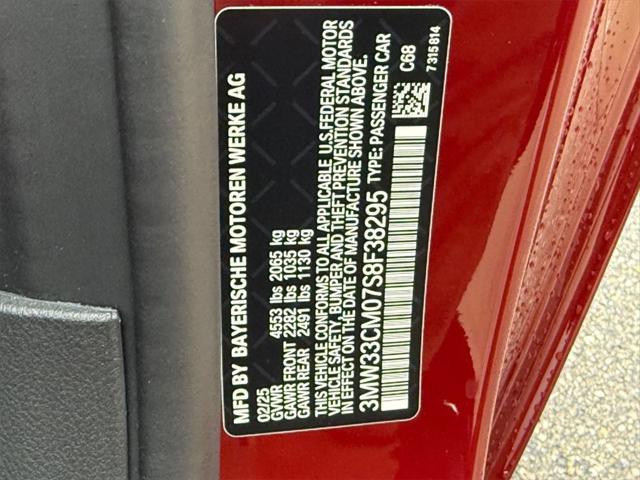 MFD BY BAYERISCHE MOTOREN WERKE AG
02/25
GVWR 4553 lbs 2065 kg
GAWR FRONT 2282 lbs 1035 kg
GAWR REAR 2491 lbs 1130 kg
THIS VEHICLE CONFORMS TO ALL APPLICABLE U.S. FEDERAL MOTOR
VEHICLE SAFETY, BUMPER AND THEFT PREVENTION STANDARDS
IN EFFECT ON THE DATE OF MANUFACTURE SHOWN ABOVE.
3MW33CM07S8F38295 TYPE: PASSENGER CAR
C68
7315814